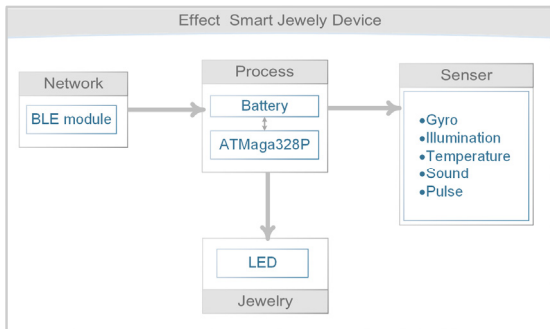 Effect Smart Jewely Device
Network
BLE module
Process
Battery
ATMaga328P
Senser
•Gyro
•Illumination
•Temperature
•Sound
•Pulse
LED
Jewelry